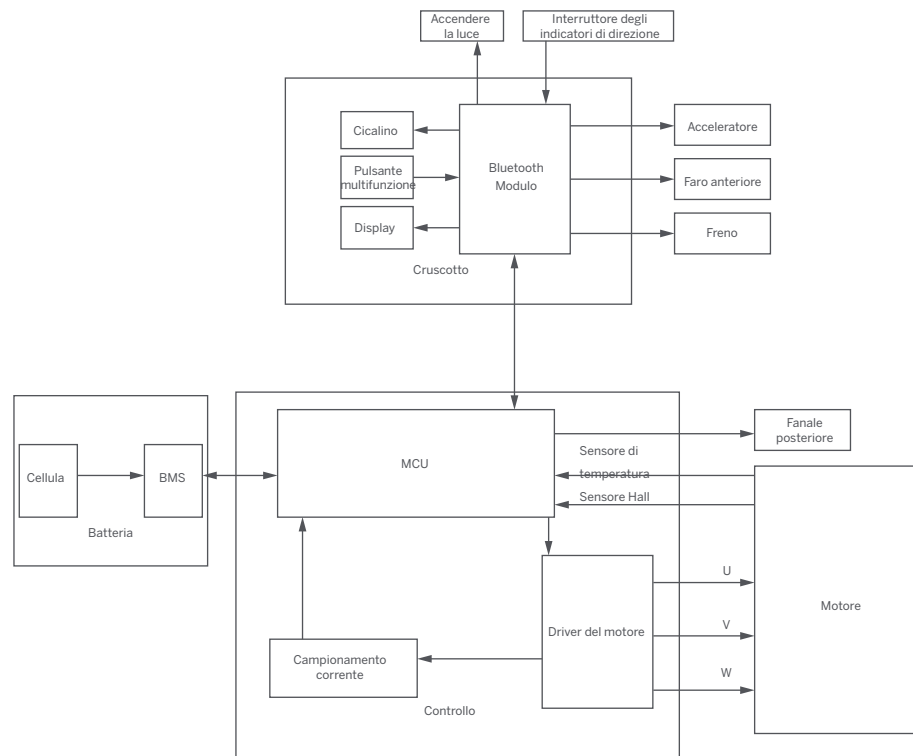 Accendere
la luce
Interruttore degli
indicatori di direzione
Cicalino
Pulsante
multifunzione
Display
Bluetooth
Modulo
Cruscotto
Acceleratore
Faro anteriore
Freno
Cellula
BMS
Batteria
MCU
Fanale
posteriore
Sensore di
temperatura
Sensore Hall
Driver del motore
U
V
W
Motore
Campionamento
corrente
Controllo